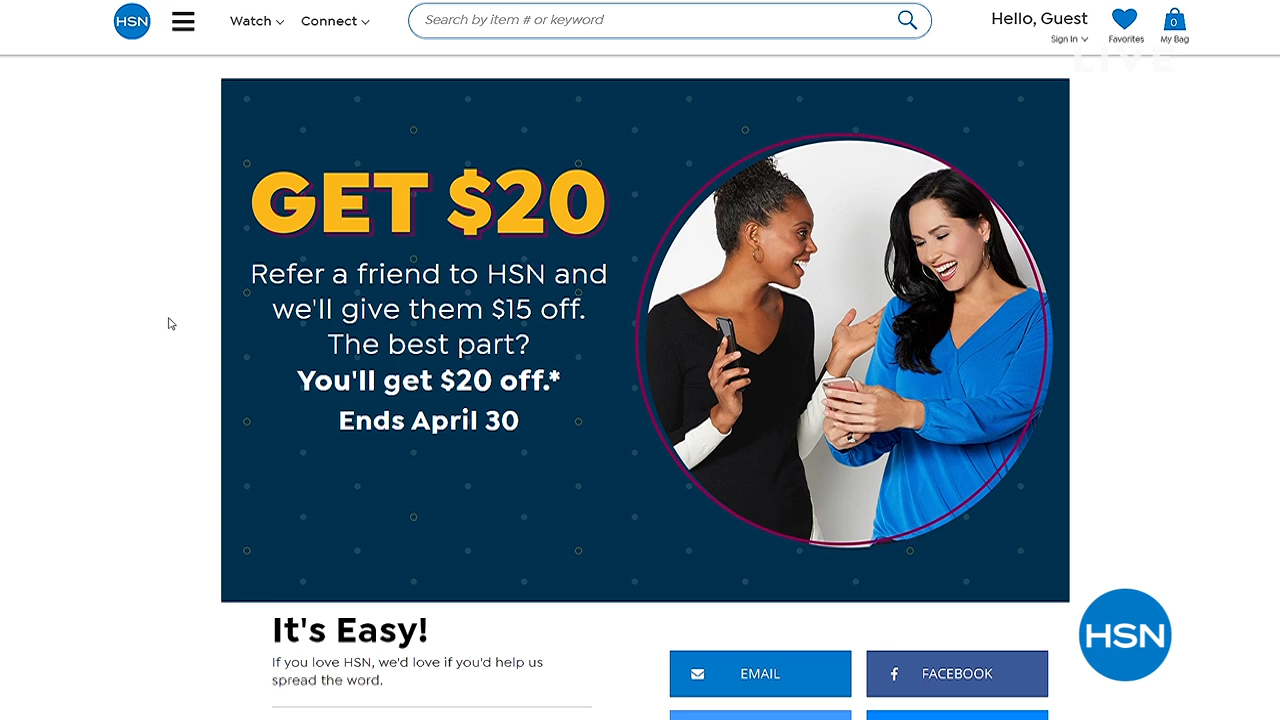 HSN
Watch
Connect
Search by item # or keyword
Hello, Guest
Sign In
Favorites
0
My Bag
LIVE
GET $20
Refer a friend to HSN and
we'll give them $15 off.
The best part?
You'll get $20 off.*
Ends April 30
It's Easy!
If you love HSN, we'd love if you'd help us
spread the word.
EMAIL
FACEBOOK
HSN